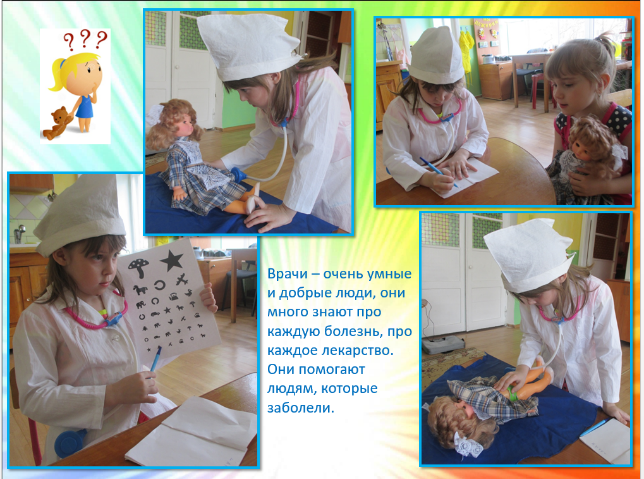 ???
Врачи – очень умные
и добрые люди, они
много знают про
каждую болезнь, про
каждое лекарство.
Они помогают
людям, которые
заболели.